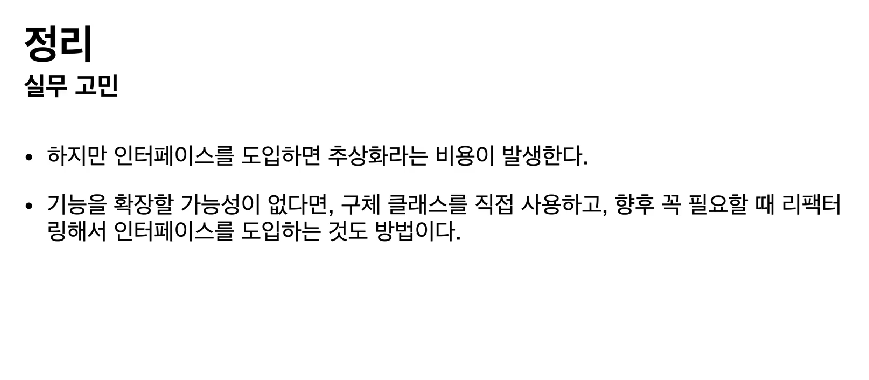 정리
실무 고민
• 하지만 인터페이스를 도입하면 추상화라는 비용이 발생한다.
• 기능을 확장할 가능성이 없다면, 구체 클래스를 직접 사용하고, 향후 꼭 필요할 때 리팩터
링해서 인터페이스를 도입하는 것도 방법이다.